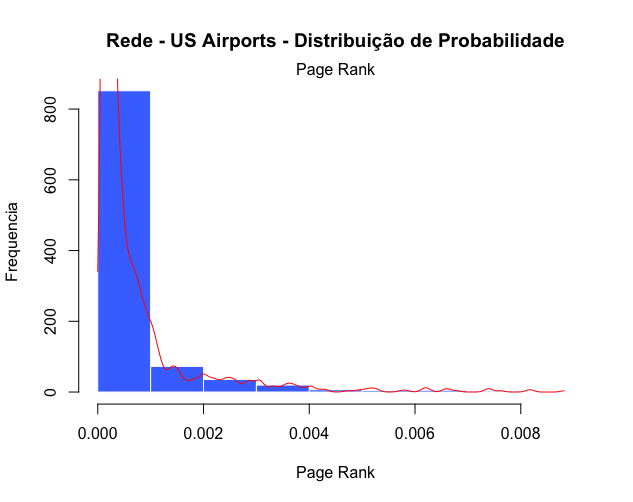 Rede - US Airports - Distribuição de Probabilidade
Page Rank
Frequencia
800
600
400
200
0
0.000
0.002
0.004
0.006
0.008
Page Rank